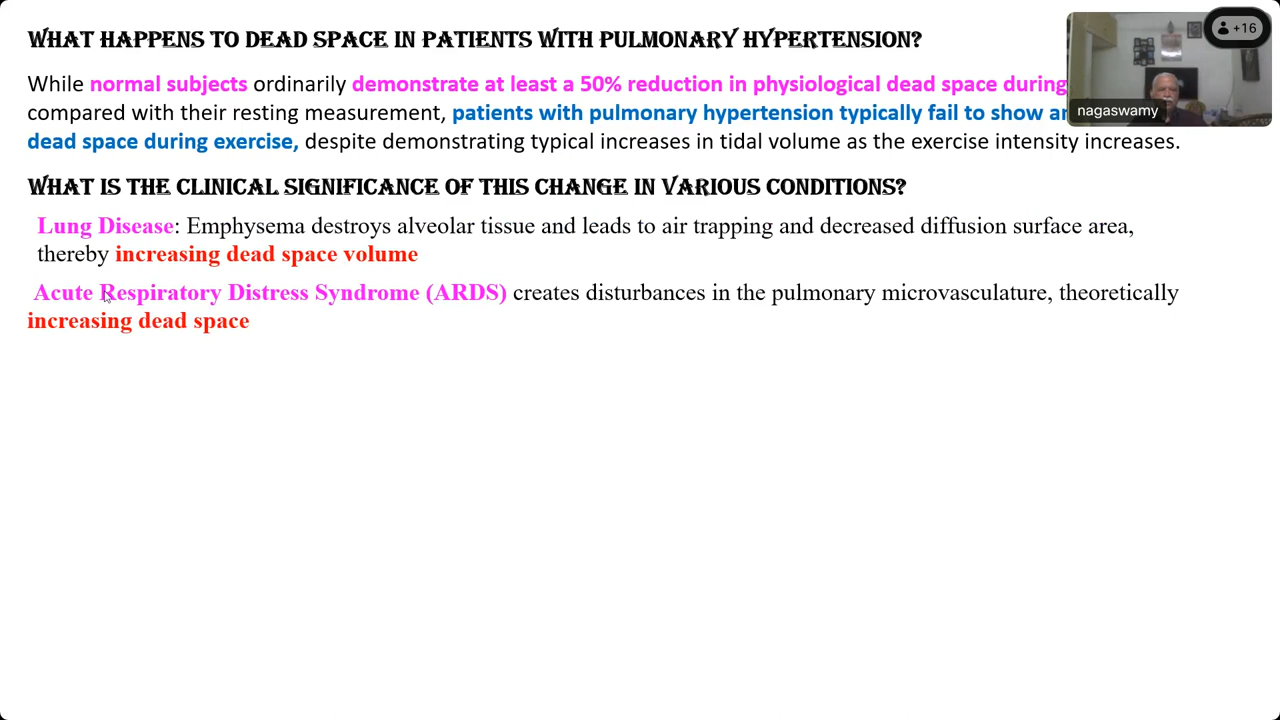 WHAT HAPPENS TO DEAD SPACE IN PATIENTS WITH PULMONARY HYPERTENSION?
+16
While normal subjects ordinarily demonstrate at least a 50% reduction in physiological dead space during
nagaswamy
compared with their resting measurement, patients with pulmonary hypertension typically fail to show
dead space during exercise, despite demonstrating typical increases in tidal volume as the exercise intensity increases.
WHAT IS THE CLINICAL SIGNIFICANCE OF THIS CHANGE IN VARIOUS CONDITIONS?
Lung Disease: Emphysema destroys alveolar tissue and leads to air trapping and decreased diffusion surface area,
thereby increasing dead space volume
Acute Respiratory Distress Syndrome (ARDS) creates disturbances in the pulmonary microvasculature, theoretically
increasing dead space